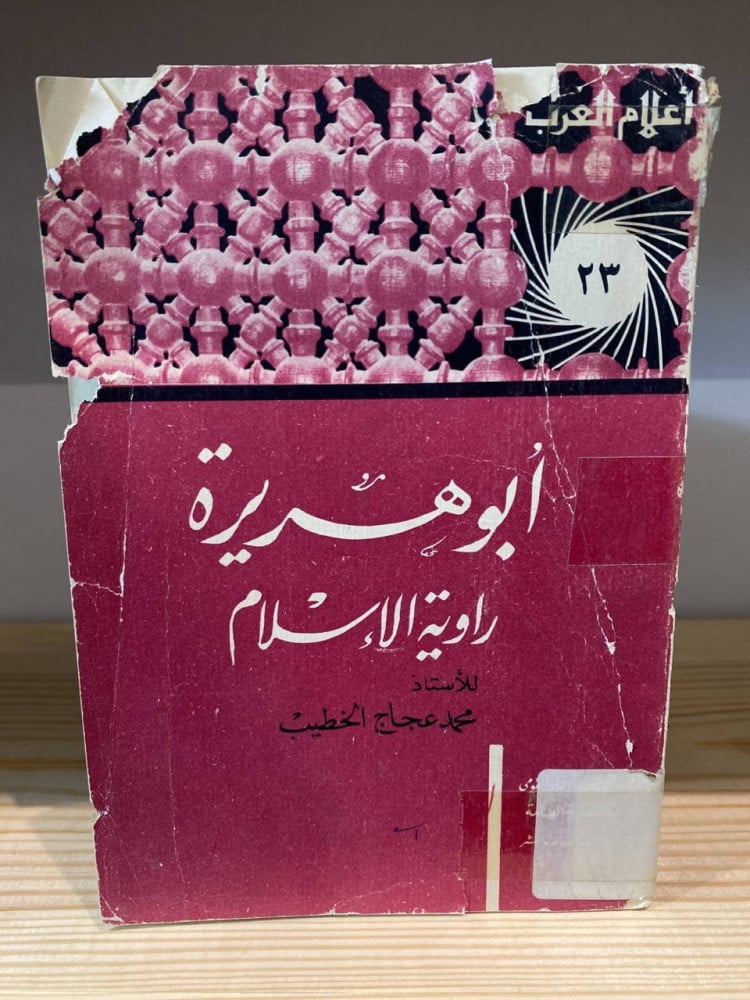 أعلام العرب
٢٣
أبو هريرة
راوية الإسلام
للأستاذ
محمد عجاج الخطيب